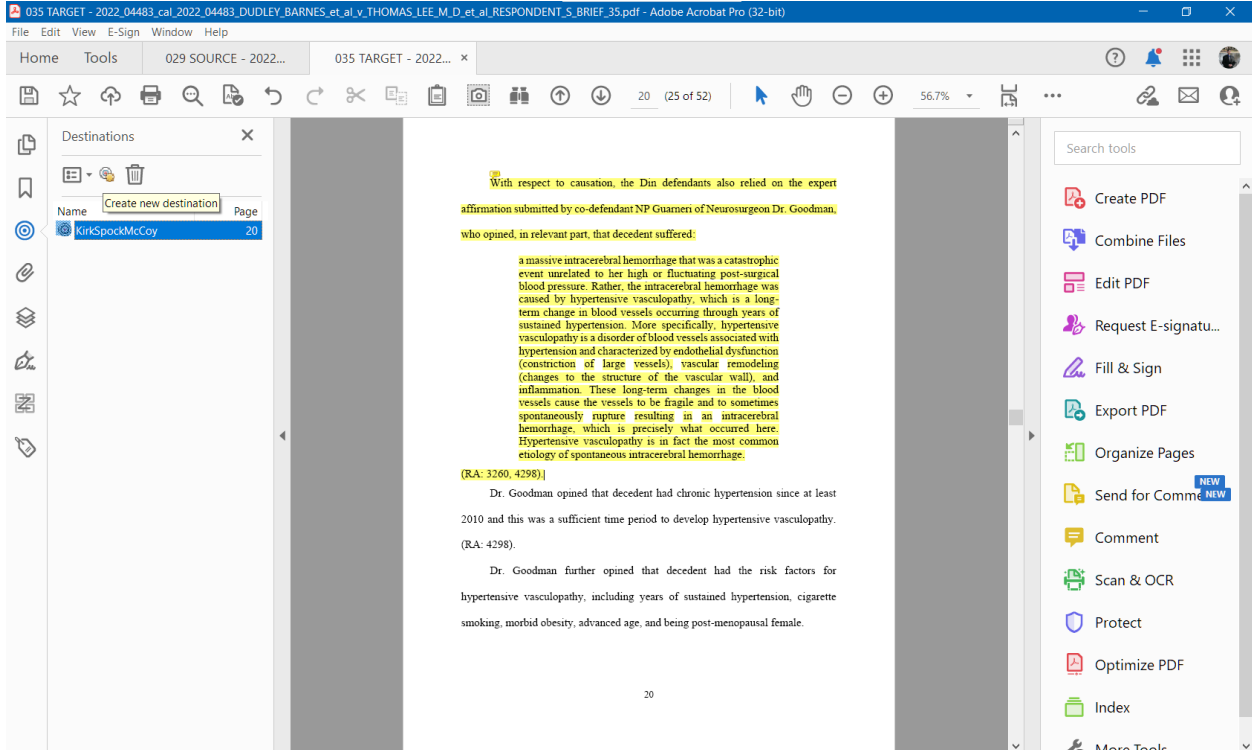 035 TARGET - 2022_04483_cal_2022_04483_DUDLEY_BARNES_et_al_v_THOMAS_LEE_M_D_et_al_RESPONDENT_S_BRIEF_35.pdf - Adobe Acrobat Pro (32-bit)
File Edit View E-Sign Window Help
Home Tools 029 SOURCE - 2022... 035 TARGET - 2022... ×
20 (25 of 52) 56.7%
Destinations
Create new destination
Name Page
KirkSpockMcCoy 20
With respect to causation, the Din defendants also relied on the expert
affirmation submitted by co-defendant NP Guarneri of Neurosurgeon Dr. Goodman,
who opined, in relevant part, that decedent suffered:
a massive intracerebral hemorrhage that was a catastrophic
event unrelated to her high or fluctuating post-surgical
blood pressure. Rather, the intracerebral hemorrhage was
caused by hypertensive vasculopathy, which is a long-
term change in blood vessels occurring through years of
sustained hypertension. More specifically, hypertensive
vasculopathy is a disorder of blood vessels associated with
hypertension and characterized by endothelial dysfunction
(constriction of large vessels), vascular remodeling
(changes to the structure of the vascular wall), and
inflammation. These long-term changes in the blood
vessels cause the vessels to be fragile and to sometimes
spontaneously rupture resulting in an intracerebral
hemorrhage, which is precisely what occurred here.
Hypertensive vasculopathy is in fact the most common
etiology of spontaneous intracerebral hemorrhage.
(RA: 3260, 4298).
Dr. Goodman opined that decedent had chronic hypertension since at least
2010 and this was a sufficient time period to develop hypertensive vasculopathy.
(RA: 4298).
Dr. Goodman further opined that decedent had the risk factors for
hypertensive vasculopathy, including years of sustained hypertension, cigarette
smoking, morbid obesity, advanced age, and being post-menopausal female.
20
Search tools
Create PDF
Combine Files
Edit PDF
Request E-signatu...
Fill & Sign
Export PDF
Organize Pages
NEW
Send for Comme
NEW
Comment
Scan & OCR
Protect
Optimize PDF
Index
More Tools